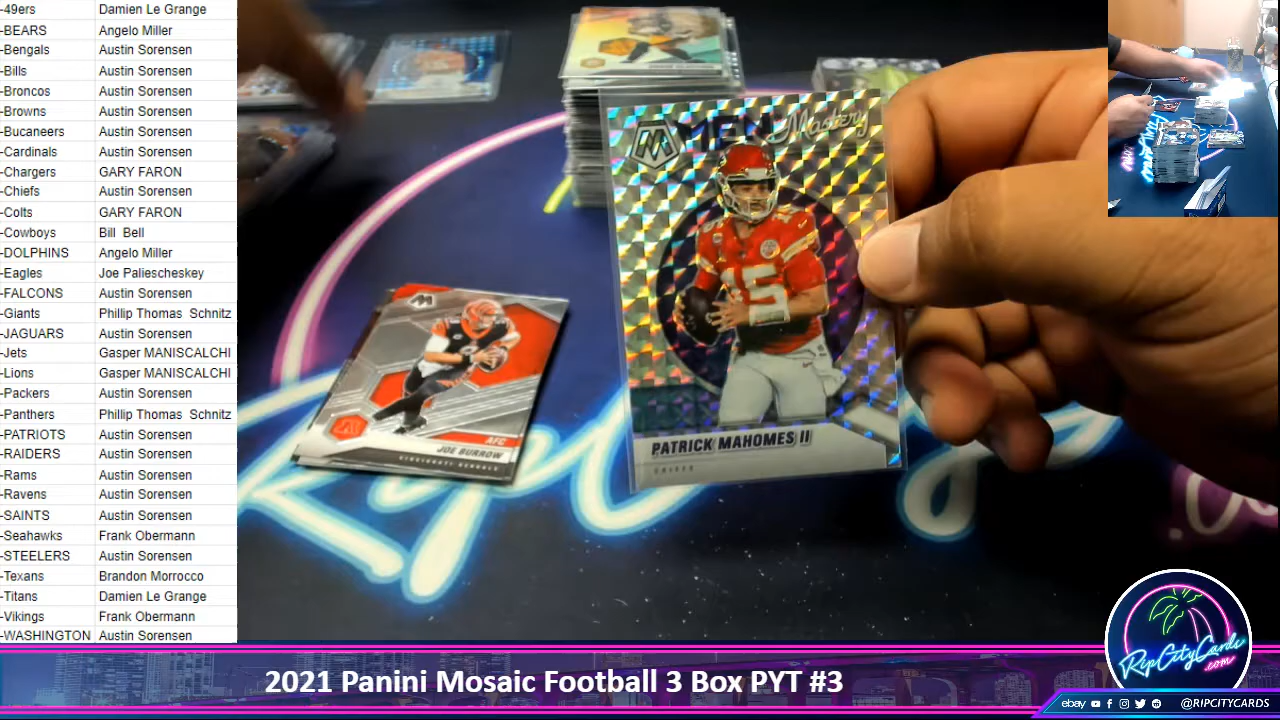 -49ers Damien Le Grange
-BEARS Angelo Miller
-Bengals Austin Sorensen
-Bills Austin Sorensen
-Broncos Austin Sorensen
-Browns Austin Sorensen
-Bucaneers Austin Sorensen
-Cardinals Austin Sorensen
-Chargers GARY FARON
-Chiefs Austin Sorensen
-Colts GARY FARON
-Cowboys Bill Bell
-DOLPHINS Angelo Miller
-Eagles Joe Paliescheskey
-FALCONS Austin Sorensen
-Giants Phillip Thomas Schnitz
-JAGUARS Austin Sorensen
-Jets Gasper MANISCALCHI
-Lions Gasper MANISCALCHI
-Packers Austin Sorensen
-Panthers Phillip Thomas Schnitz
-PATRIOTS Austin Sorensen
-RAIDERS Austin Sorensen
-Rams Austin Sorensen
-Ravens Austin Sorensen
-SAINTS Austin Sorensen
-Seahawks Frank Obermann
-STEELERS Austin Sorensen
-Texans Brandon Morrocco
-Titans Damien Le Grange
-Vikings Frank Obermann
-WASHINGTON Austin Sorensen
Mastery
15
PATRICK MAHOMES II
CHIEFS
AFC
JOE BURROW
CINCINNATI BENGALS
2021 Panini Mosaic Football 3 Box PYT #3
RipCityCards
.com
ebay @RIPCITYCARDS